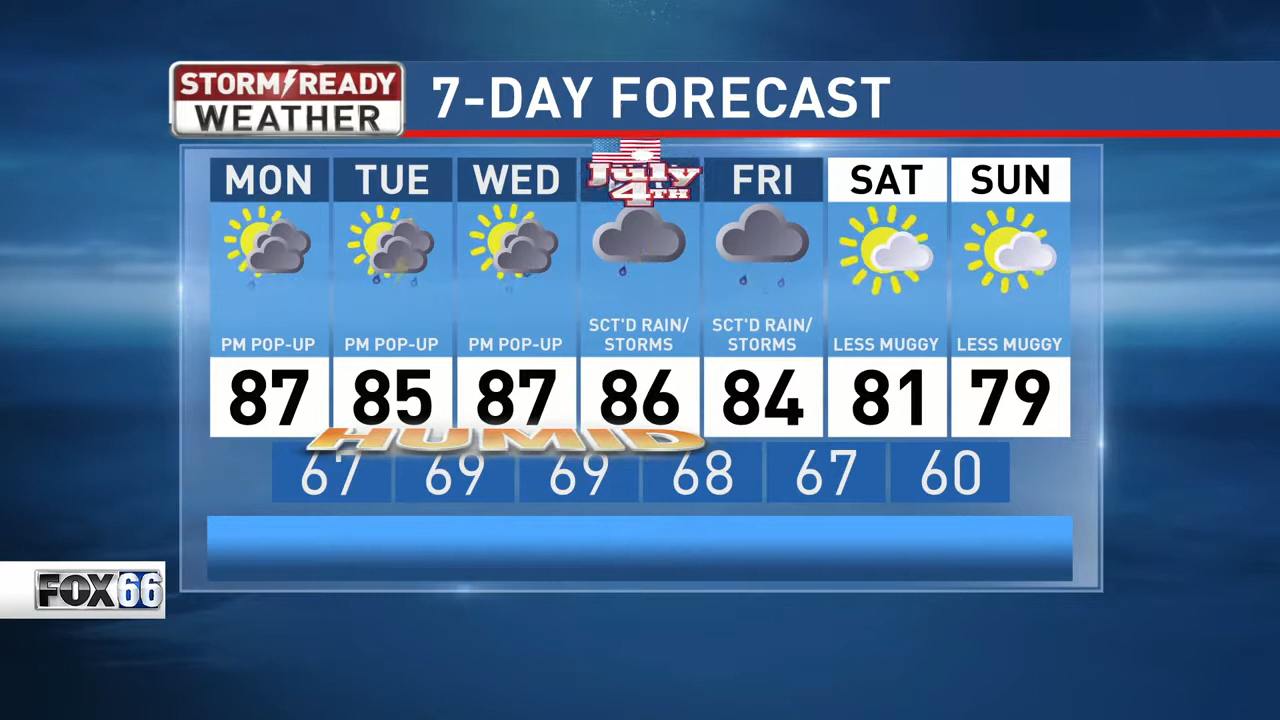 STORM READY
WEATHER
7-DAY FORECAST
MON TUE WED July 4TH FRI SAT SUN
PM POP-UP PM POP-UP PM POP-UP SCT'D RAIN/ STORMS SCT'D RAIN/ STORMS LESS MUGGY LESS MUGGY
87 85 87 86 84 81 79
HUMID
67 69 69 68 67 60
FOX 66